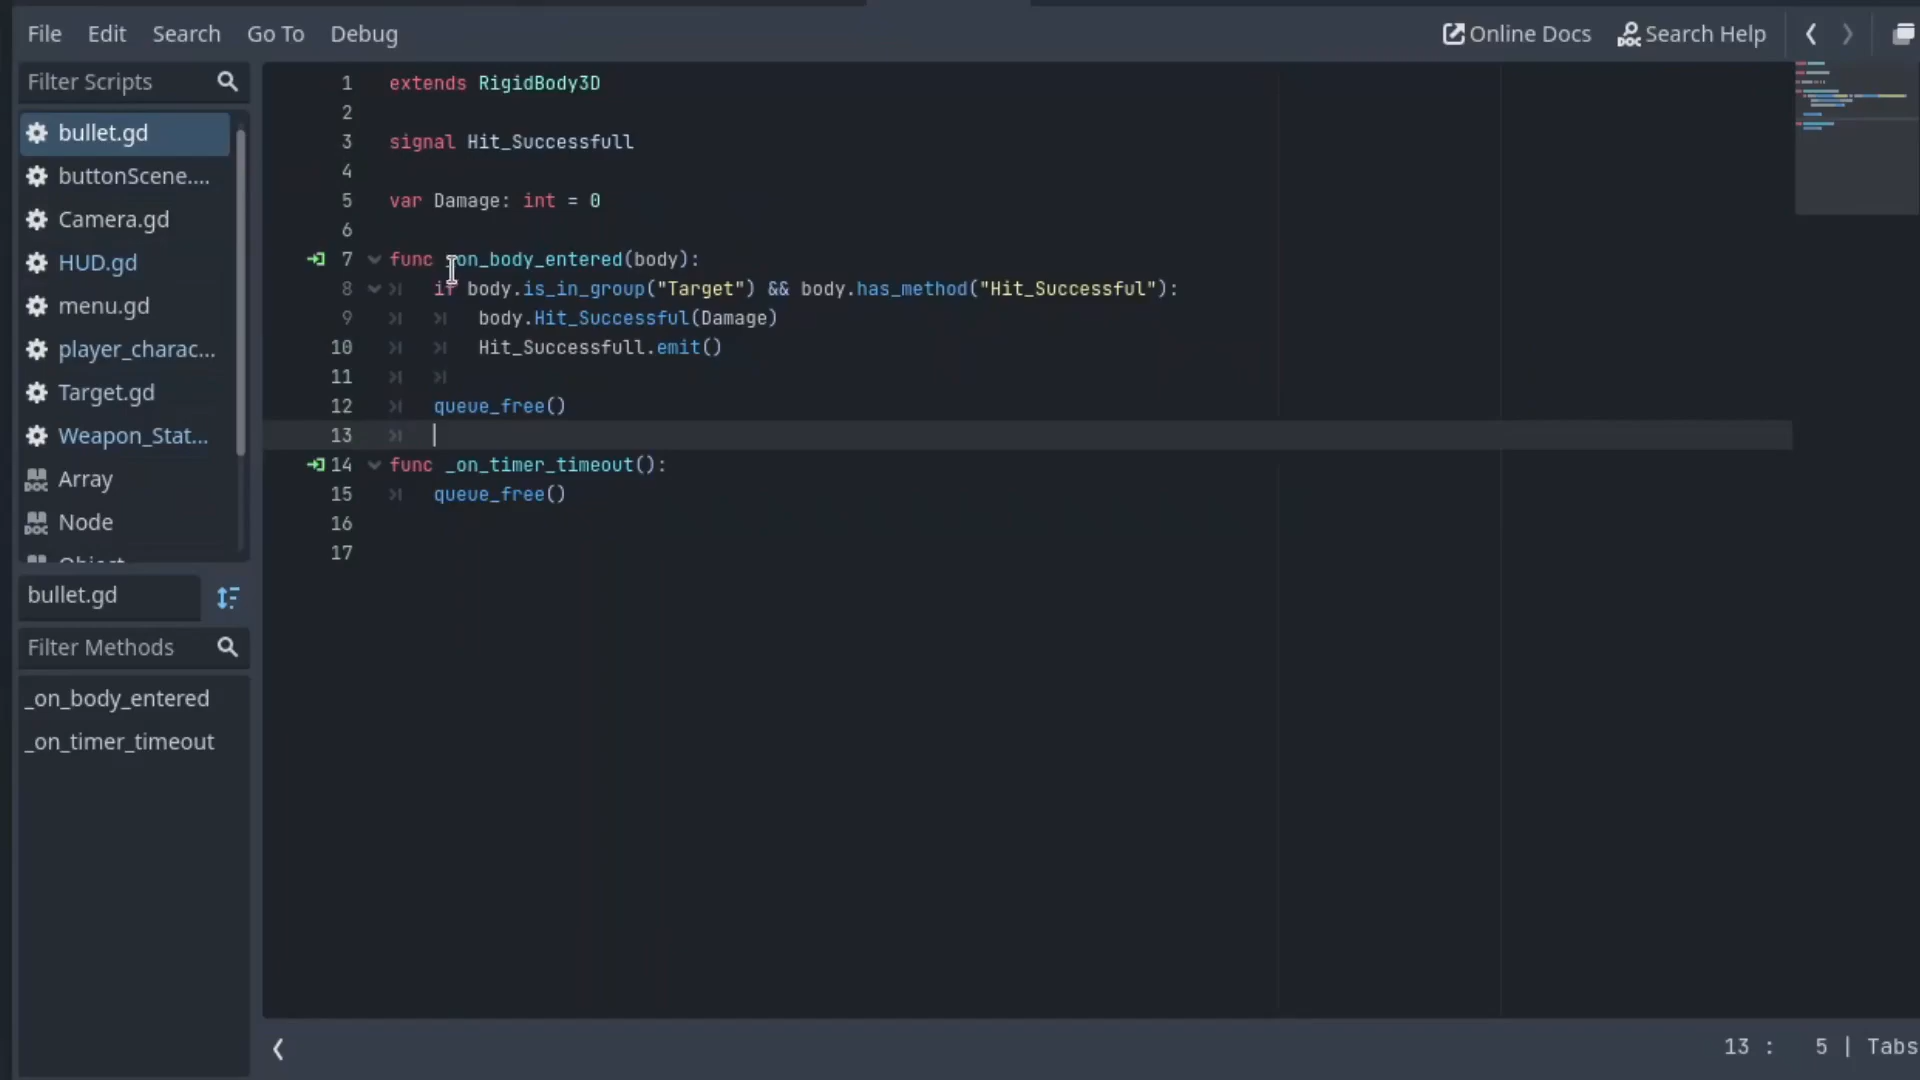 File Edit Search Go To Debug Online Docs Search Help
Filter Scripts
bullet.gd
buttonScene....
Camera.gd
HUD.gd
menu.gd
player_charac...
Target.gd
Weapon_Stat...
Array
Node
Object
bullet.gd
Filter Methods
_on_body_entered
_on_timer_timeout
1 extends RigidBody3D
2
3 signal Hit_Successfull
4
5 var Damage: int = 0
6
7 func _on_body_entered(body):
8 if body.is_in_group("Target") && body.has_method("Hit_Successful"):
9 body.Hit_Successful(Damage)
10 Hit_Successfull.emit()
11
12 queue_free()
13
14 func _on_timer_timeout():
15 queue_free()
16
17
13 : 5 | Tabs